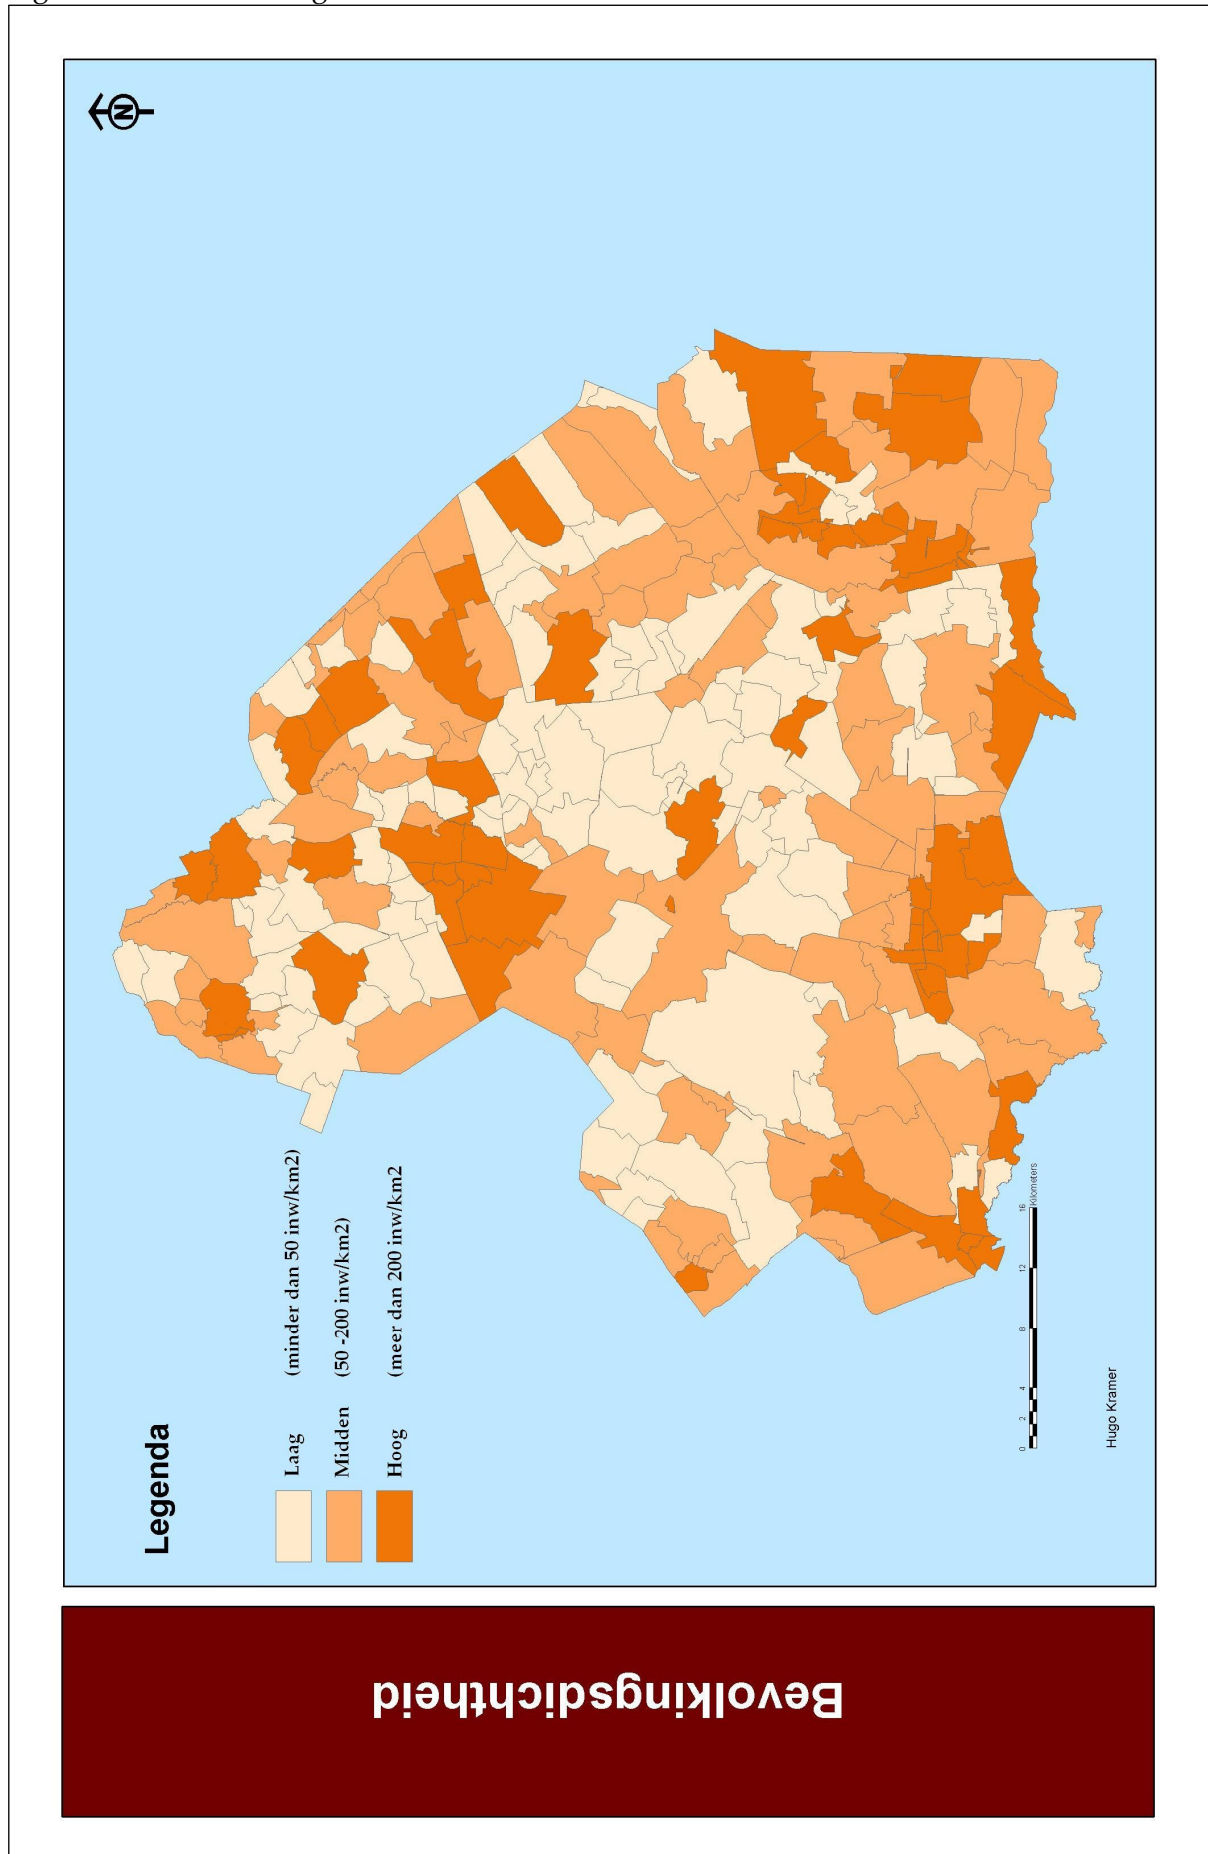 Bevolkingsdichtheid
N
Legenda
Laag (minder dan 50 inw/km2)
Midden (50 -200 inw/km2)
Hoog (meer dan 200 inw/km2
0 2 4 8 12 16
Kilometers
Hugo Kramer